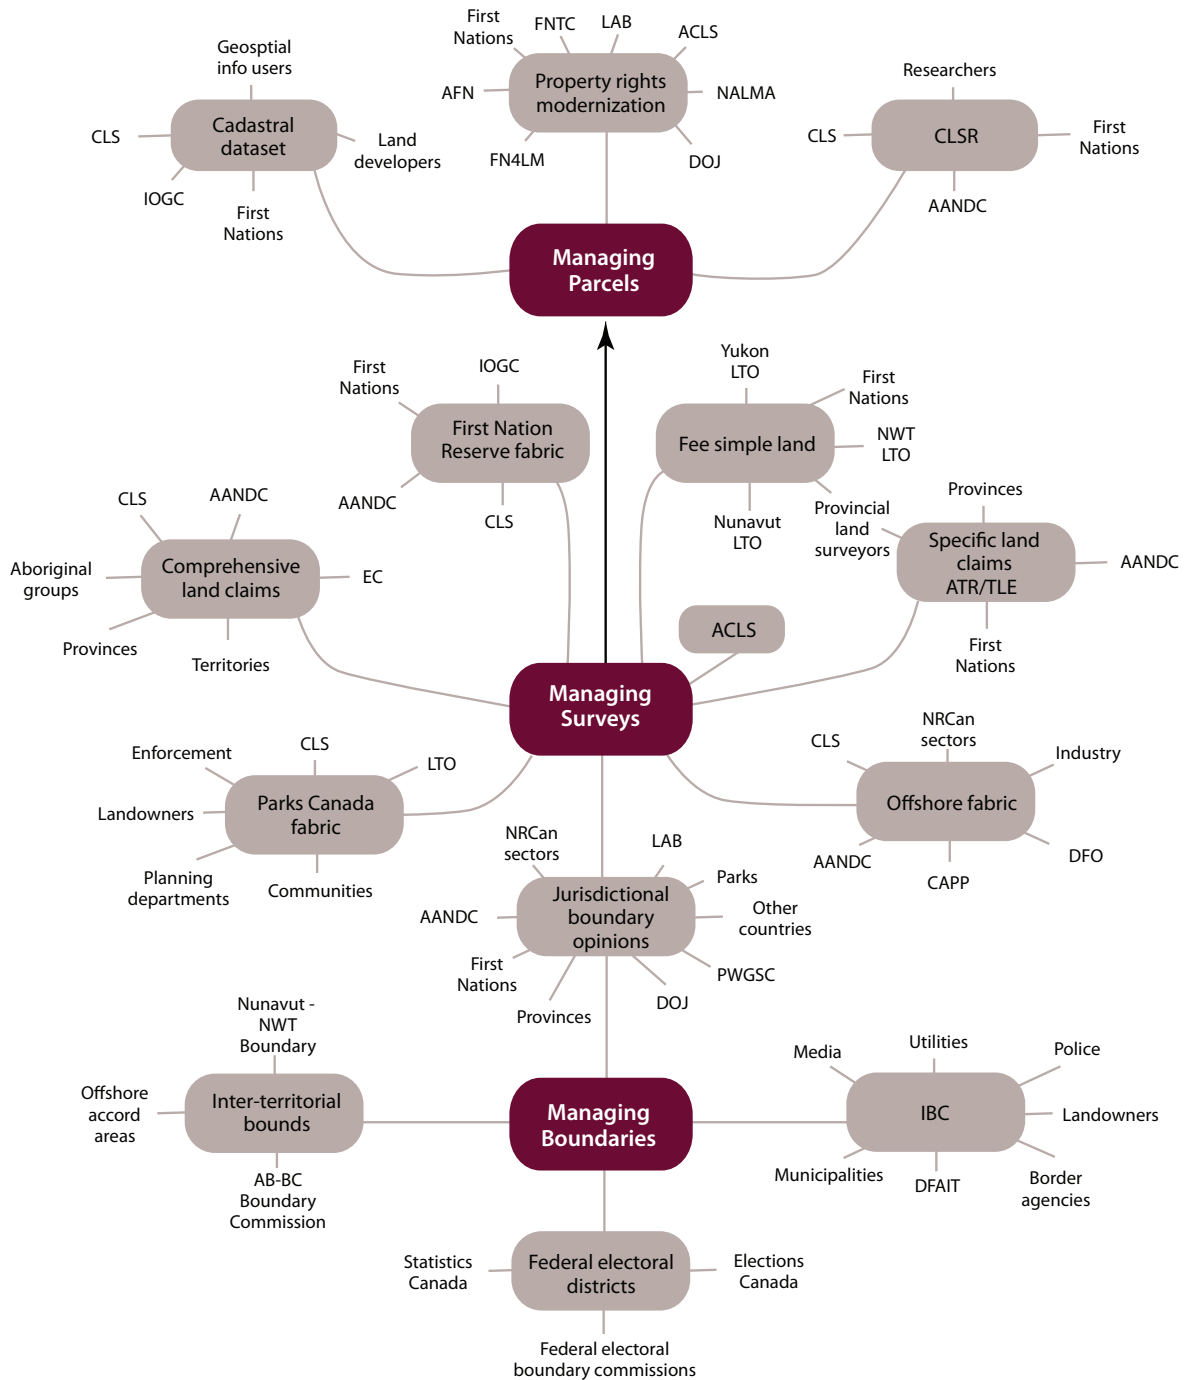 Geosptial
info users
CLS
Cadastral
dataset
Land
developers
IOGC
First
Nations
First
Nations
FNTC
LAB
ACLS
AFN
Property rights
modernization
NALMA
FN4LM
DOJ
Researchers
CLS
CLSR
First
Nations
AANDC
Managing
Parcels
First
Nations
IOGC
First Nation
Reserve fabric
AANDC
CLS
Yukon
LTO
First
Nations
Fee simple land
NWT
LTO
Nunavut
LTO
Provincial
land
surveyors
Provinces
Specific land
claims
ATR/TLE
AANDC
First
Nations
CLS
AANDC
Aboriginal
groups
Comprehensive
land claims
EC
Provinces
Territories
ACLS
Managing
Surveys
Enforcement
CLS
LTO
Landowners
Parks Canada
fabric
Planning
departments
Communities
CLS
NRCan
sectors
Industry
Offshore fabric
AANDC
CAPP
DFO
NRCan
sectors
LAB
Parks
AANDC
Jurisdictional
boundary
opinions
Other
countries
First
Nations
Provinces
DOJ
PWGSC
Nunavut -
NWT
Boundary
Offshore
accord
areas
Inter-territorial
bounds
AB-BC
Boundary
Commission
Managing
Boundaries
Media
Utilities
Police
IBC
Landowners
Municipalities
DFAIT
Border
agencies
Statistics
Canada
Federal electoral
districts
Elections
Canada
Federal electoral
boundary commissions